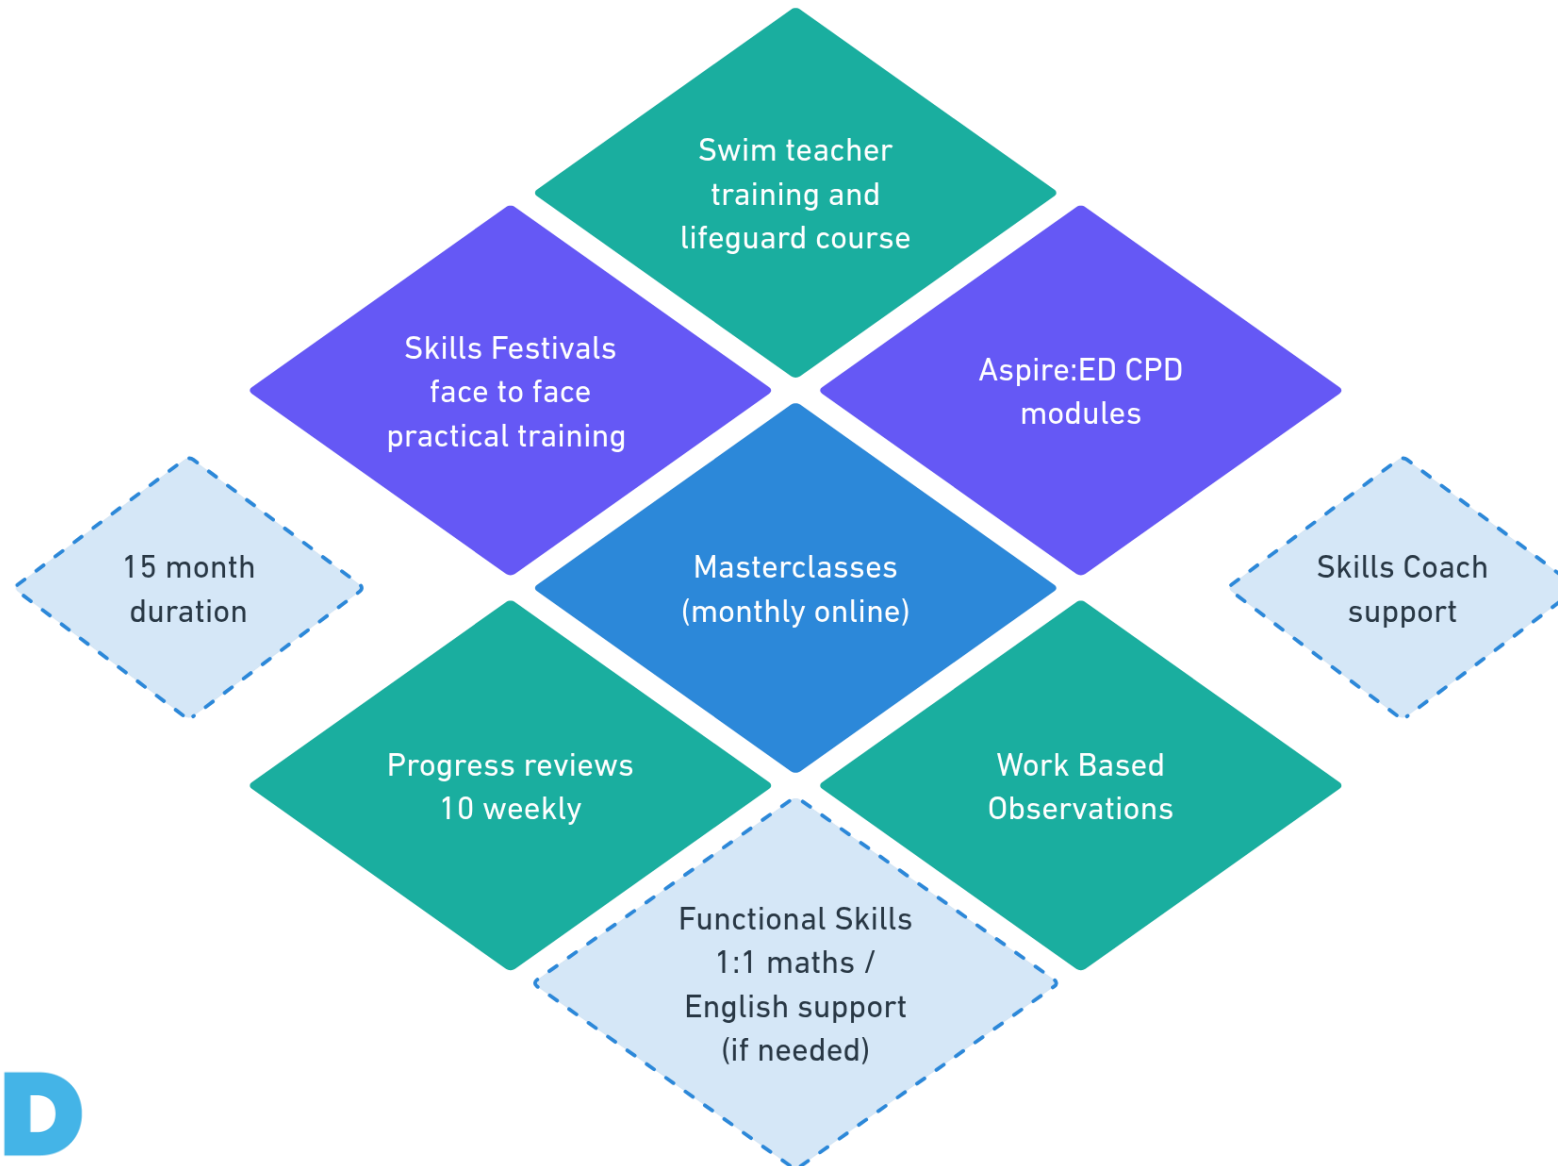 Swim teacher
training and
lifeguard course
Skills Festivals
face to face
practical training
Aspire:ED CPD
modules
15 month
duration
Masterclasses
(monthly online)
Skills Coach
support
Progress reviews
10 weekly
Work Based
Observations
Functional Skills
1:1 maths /
English support
(if needed)
D